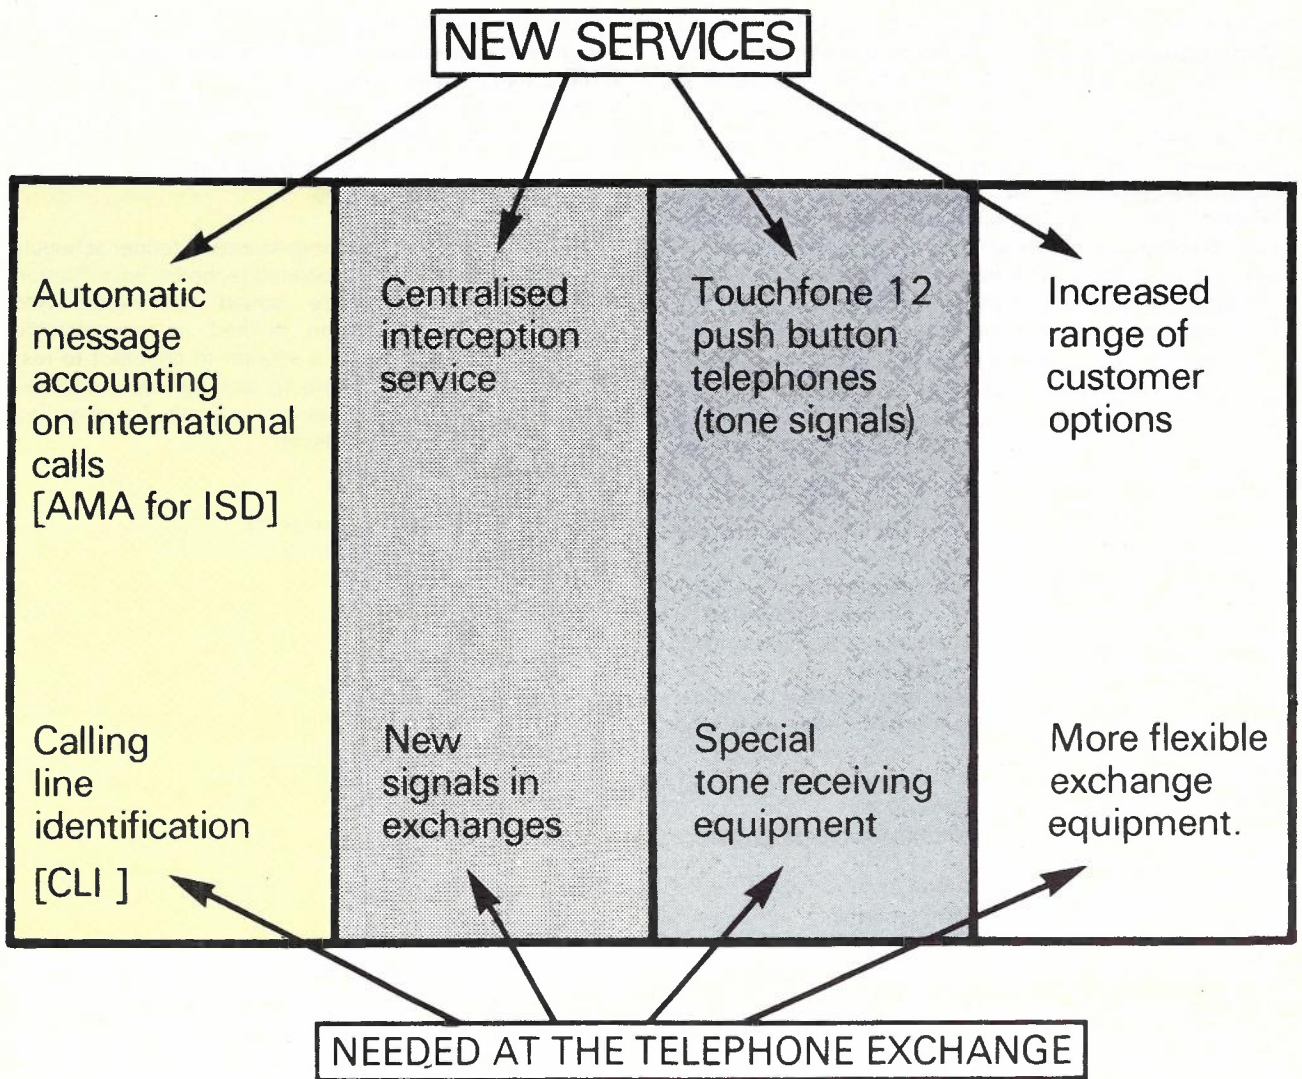 NEW SERVICES
Automatic
message
accounting
on international
calls
[AMA for ISD]
Centralised
interception
service
Touchfone 12
push button
telephones
(tone signals)
Increased
range of
customer
options
Calling
line
identification
[CLI ]
New
signals in
exchanges
Special
tone receiving
equipment
More flexible
exchange
equipment.
NEEDED AT THE TELEPHONE EXCHANGE